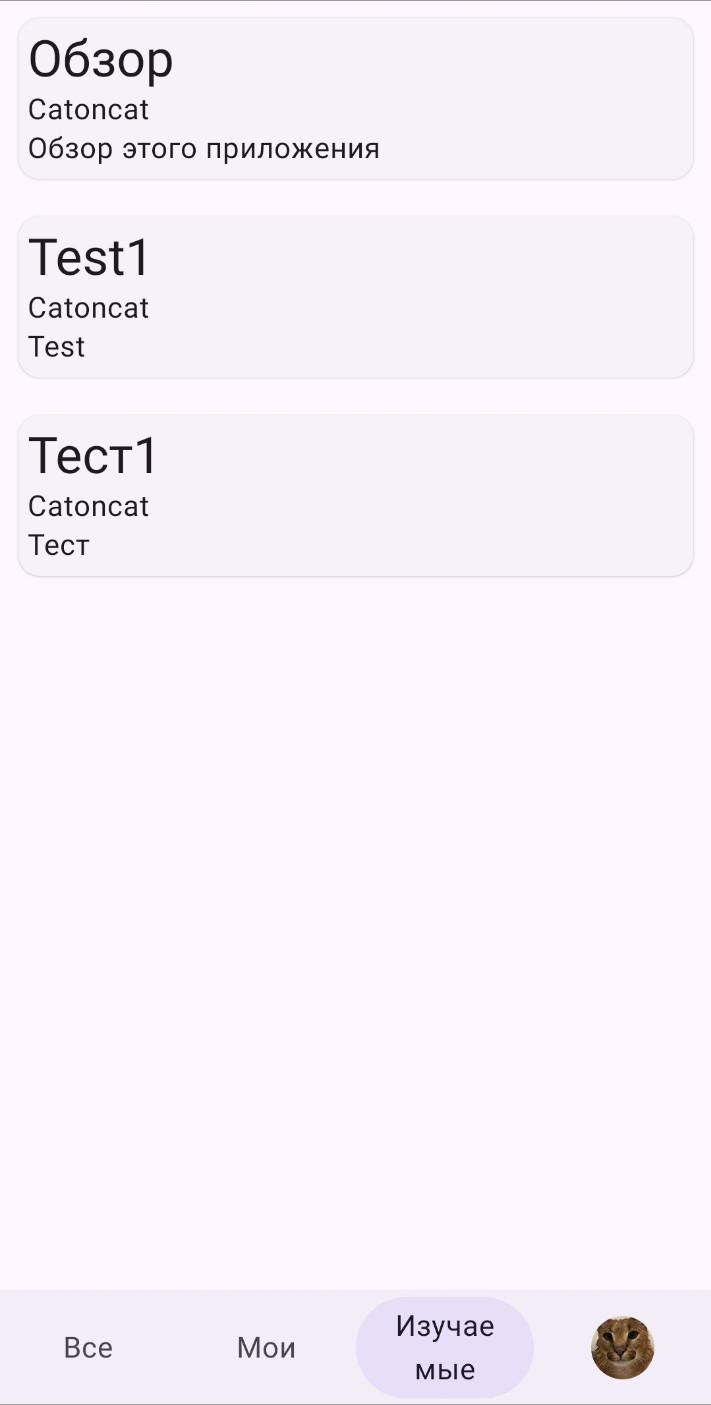 Обзор
Catoncat
Обзор этого приложения
Test1
Catoncat
Test
Тест1
Catoncat
Тест
Все
Мои
Изучае
мые